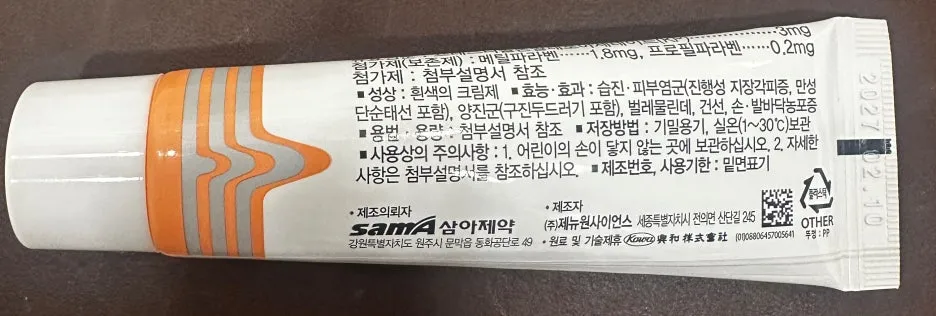 3mg
첨가제(보존제) : 메틸파라벤······1.8mg, 프로필파라벤······0.2mg
첨가제 : 첨부설명서 참조
■ 성상 : 흰색의 크림제 ■ 효능·효과 : 습진·피부염군(진행성 지장각피증, 만성
단순태선 포함), 양진군(구진두드러기 포함), 벌레물린데, 건선, 손·발바닥농포증
■ 용법·용량 : 첨부설명서 참조 ■ 저장방법 : 기밀용기, 실온(1~30℃)보관
■ 사용상의 주의사항 : 1. 어린이의 손이 닿지 않는 곳에 보관하십시오. 2. 자세한
사항은 첨부설명서를 참조하십시오. ■ 제조번호, 사용기한 : 밑면표기
• 제조의뢰자
samA 삼아제약
강원특별자치도 원주시 문막읍 동화공단로 49
• 제조자
(주)제뉴원사이언스 세종특별자치시 전의면 산단길 245
• 원료 및 기술제휴 Kowa 興和株式會社
(01)08806457005641
플라스틱
OTHER
뚜껑 : PP
2027.02.10